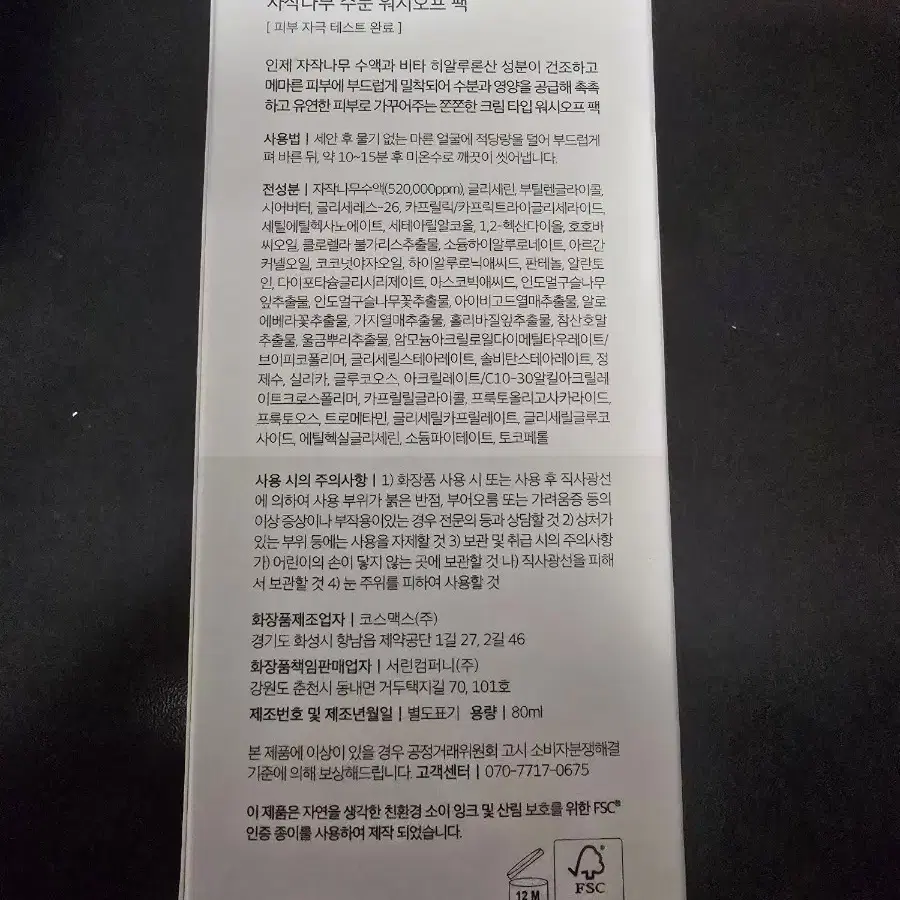 자작나무 수분 워시오프 팩
[ 피부 자극 테스트 완료 ]
인제 자작나무 수액과 비타 히알루론산 성분이 건조하고
메마른 피부에 부드럽게 밀착되어 수분과 영양을 공급해 촉촉
하고 유연한 피부로 가꾸어주는 쫀쫀한 크림 타입 워시오프 팩
사용법 | 세안 후 물기 없는 마른 얼굴에 적당량을 덜어 부드럽게
펴 바른 뒤, 약 10~15분 후 미온수로 깨끗이 씻어냅니다.
전성분 | 자작나무수액(520,000ppm), 글리세린, 부틸렌글라이콜,
시어버터, 글리세레스-26, 카프릴릭/카프릭트라이글리세라이드,
세틸에틸헥사노에이트, 세테아릴알코올, 1,2-헥산다이올, 호호바
씨오일, 클로렐라 불가리스추출물, 소듐하이알루로네이트, 아르간
커넬오일, 코코넛야자오일, 하이알루로닉애씨드, 판테놀, 알란토
인, 다이포타슘글리시리제이트, 아스코빅애씨드, 인도멀구슬나무
잎추출물, 인도멀구슬나무꽃추출물, 아이비고드열매추출물, 알로
에베라꽃추출물, 가지열매추출물, 홀리바질잎추출물, 참산호말
추출물, 울금뿌리추출물, 암모늄아크릴로일다이메틸타우레이트/
브이피코폴리머, 글리세릴스테아레이트, 솔비탄스테아레이트, 정
제수, 실리카, 글루코오스, 아크릴레이트/C10-30알킬아크릴레
이트크로스폴리머, 카프릴릴글라이콜, 프룩토올리고사카라이드,
프룩토오스, 트로메타민, 글리세릴카프릴레이트, 글리세릴글루코
사이드, 에틸헥실글리세린, 소듐파이테이트, 토코페롤
사용 시의 주의사항 | 1) 화장품 사용 시 또는 사용 후 직사광선
에 의하여 사용 부위가 붉은 반점, 부어오름 또는 가려움증 등의
이상 증상이나 부작용이있는 경우 전문의 등과 상담할 것 2) 상처가
있는 부위 등에는 사용을 자제할 것 3) 보관 및 취급 시의 주의사항
가) 어린이의 손이 닿지 않는 곳에 보관할 것 나) 직사광선을 피해
서 보관할 것 4) 눈 주위를 피하여 사용할 것
화장품제조업자 | 코스맥스(주)
경기도 화성시 향남읍 제약공단 1길 27, 2길 46
화장품책임판매업자 | 서린컴퍼니(주)
강원도 춘천시 동내면 거두택지길 70, 101호
제조번호 및 제조년월일 | 별도표기 용량 | 80ml
본 제품에 이상이 있을 경우 공정거래위원회 고시 소비자분쟁해결
기준에 의해 보상해드립니다. 고객센터 | 070-7717-0675
이 제품은 자연을 생각한 친환경 소이 잉크 및 산림 보호를 위한 FSC®
인증 종이를 사용하여 제작 되었습니다.
12 M
FSC